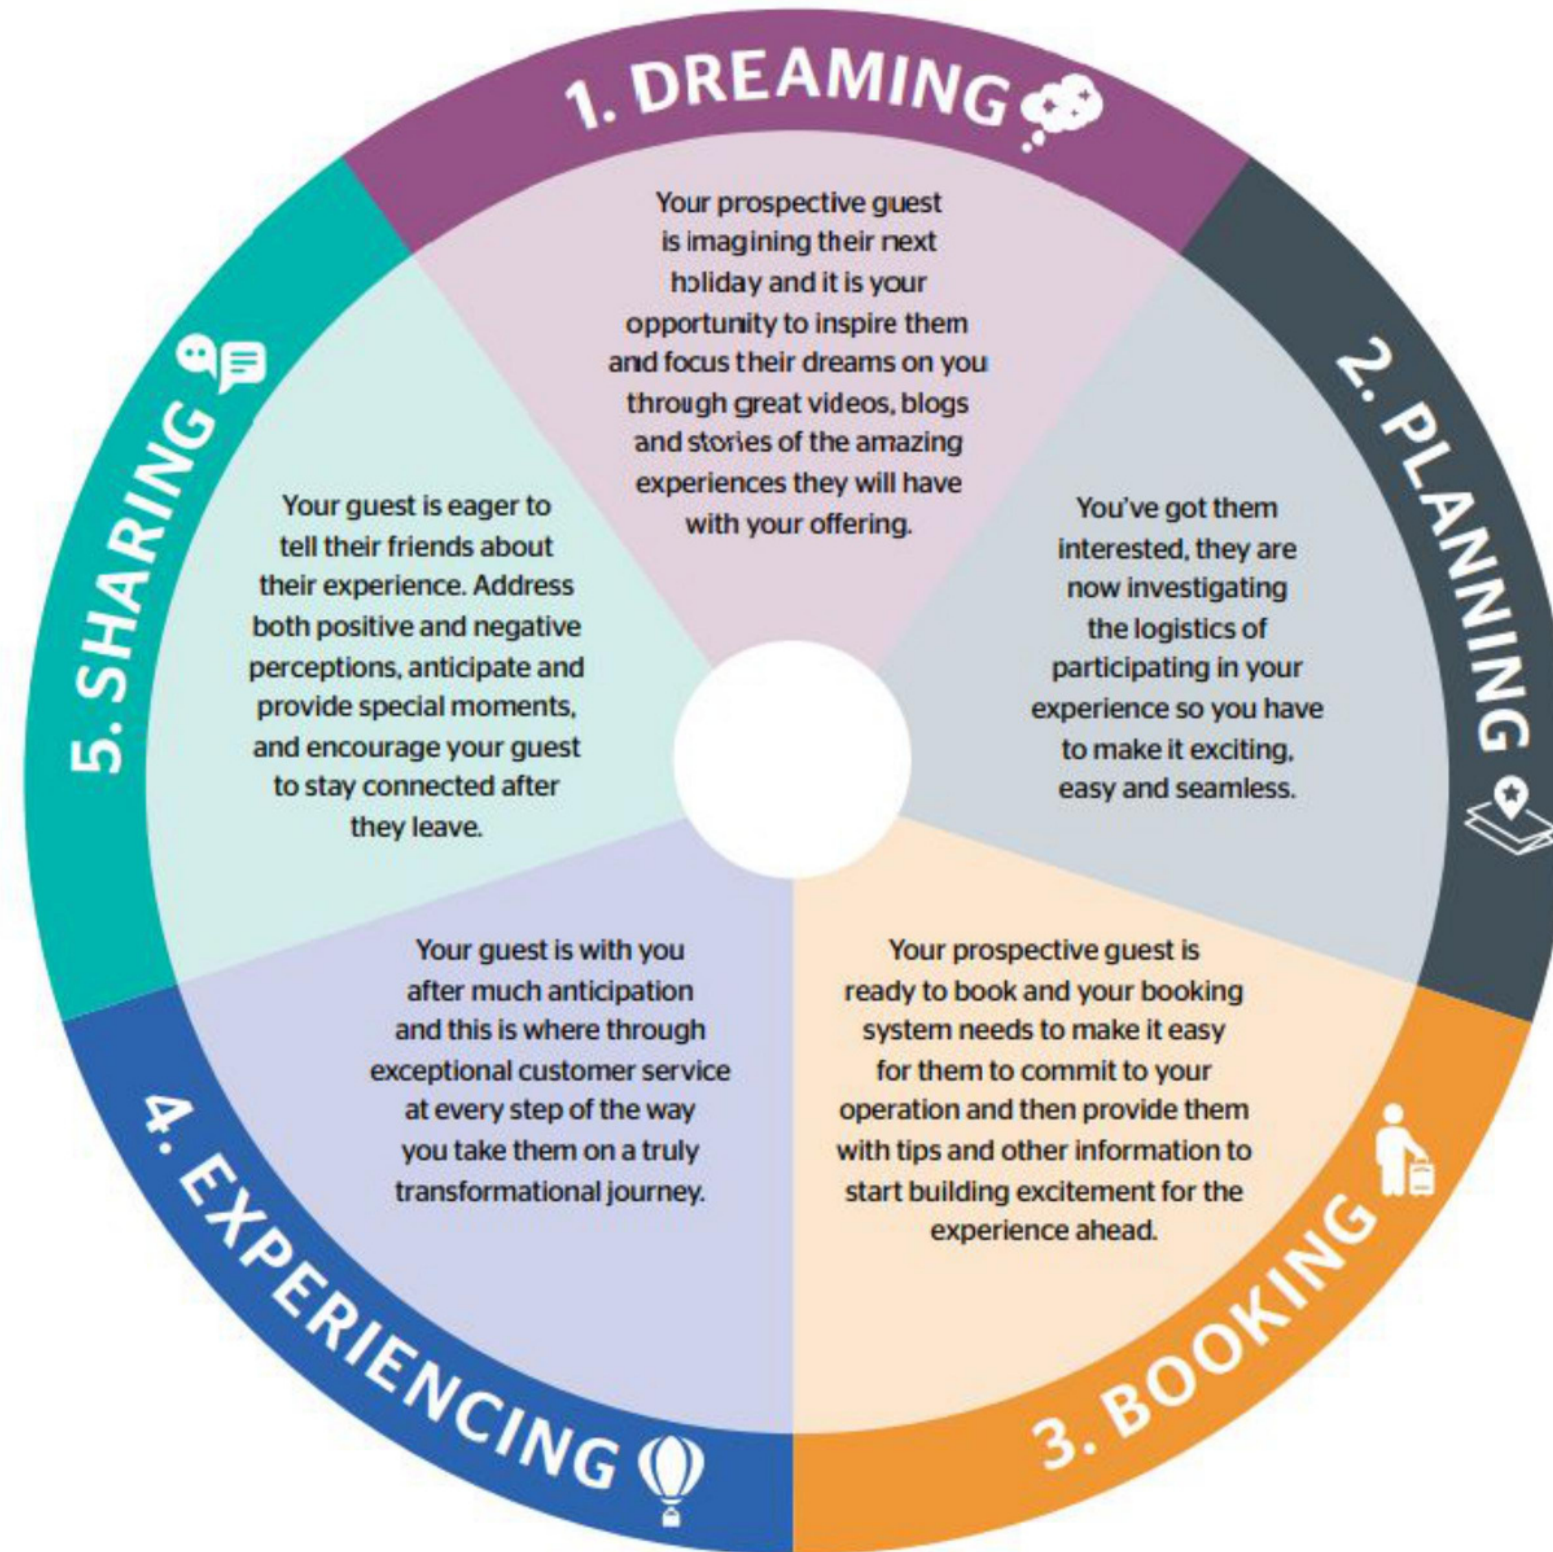 1. DREAMING
Your prospective guest
is imagining their next
holiday and it is your
opportunity to inspire them
and focus their dreams on you
through great videos, blogs
and stories of the amazing
experiences they will have
with your offering.
2. PLANNING
You've got them
interested, they are
now investigating
the logistics of
participating in your
experience so you have
to make it exciting,
easy and seamless.
3. BOOKING
Your prospective guest is
ready to book and your booking
system needs to make it easy
for them to commit to your
operation and then provide them
with tips and other information to
start building excitement for the
experience ahead.
4. EXPERIENCING
Your guest is with you
after much anticipation
and this is where through
exceptional customer service
at every step of the way
you take them on a truly
transformational journey.
5. SHARING
Your guest is eager to
tell their friends about
their experience. Address
both positive and negative
perceptions, anticipate and
provide special moments,
and encourage your guest
to stay connected after
they leave.